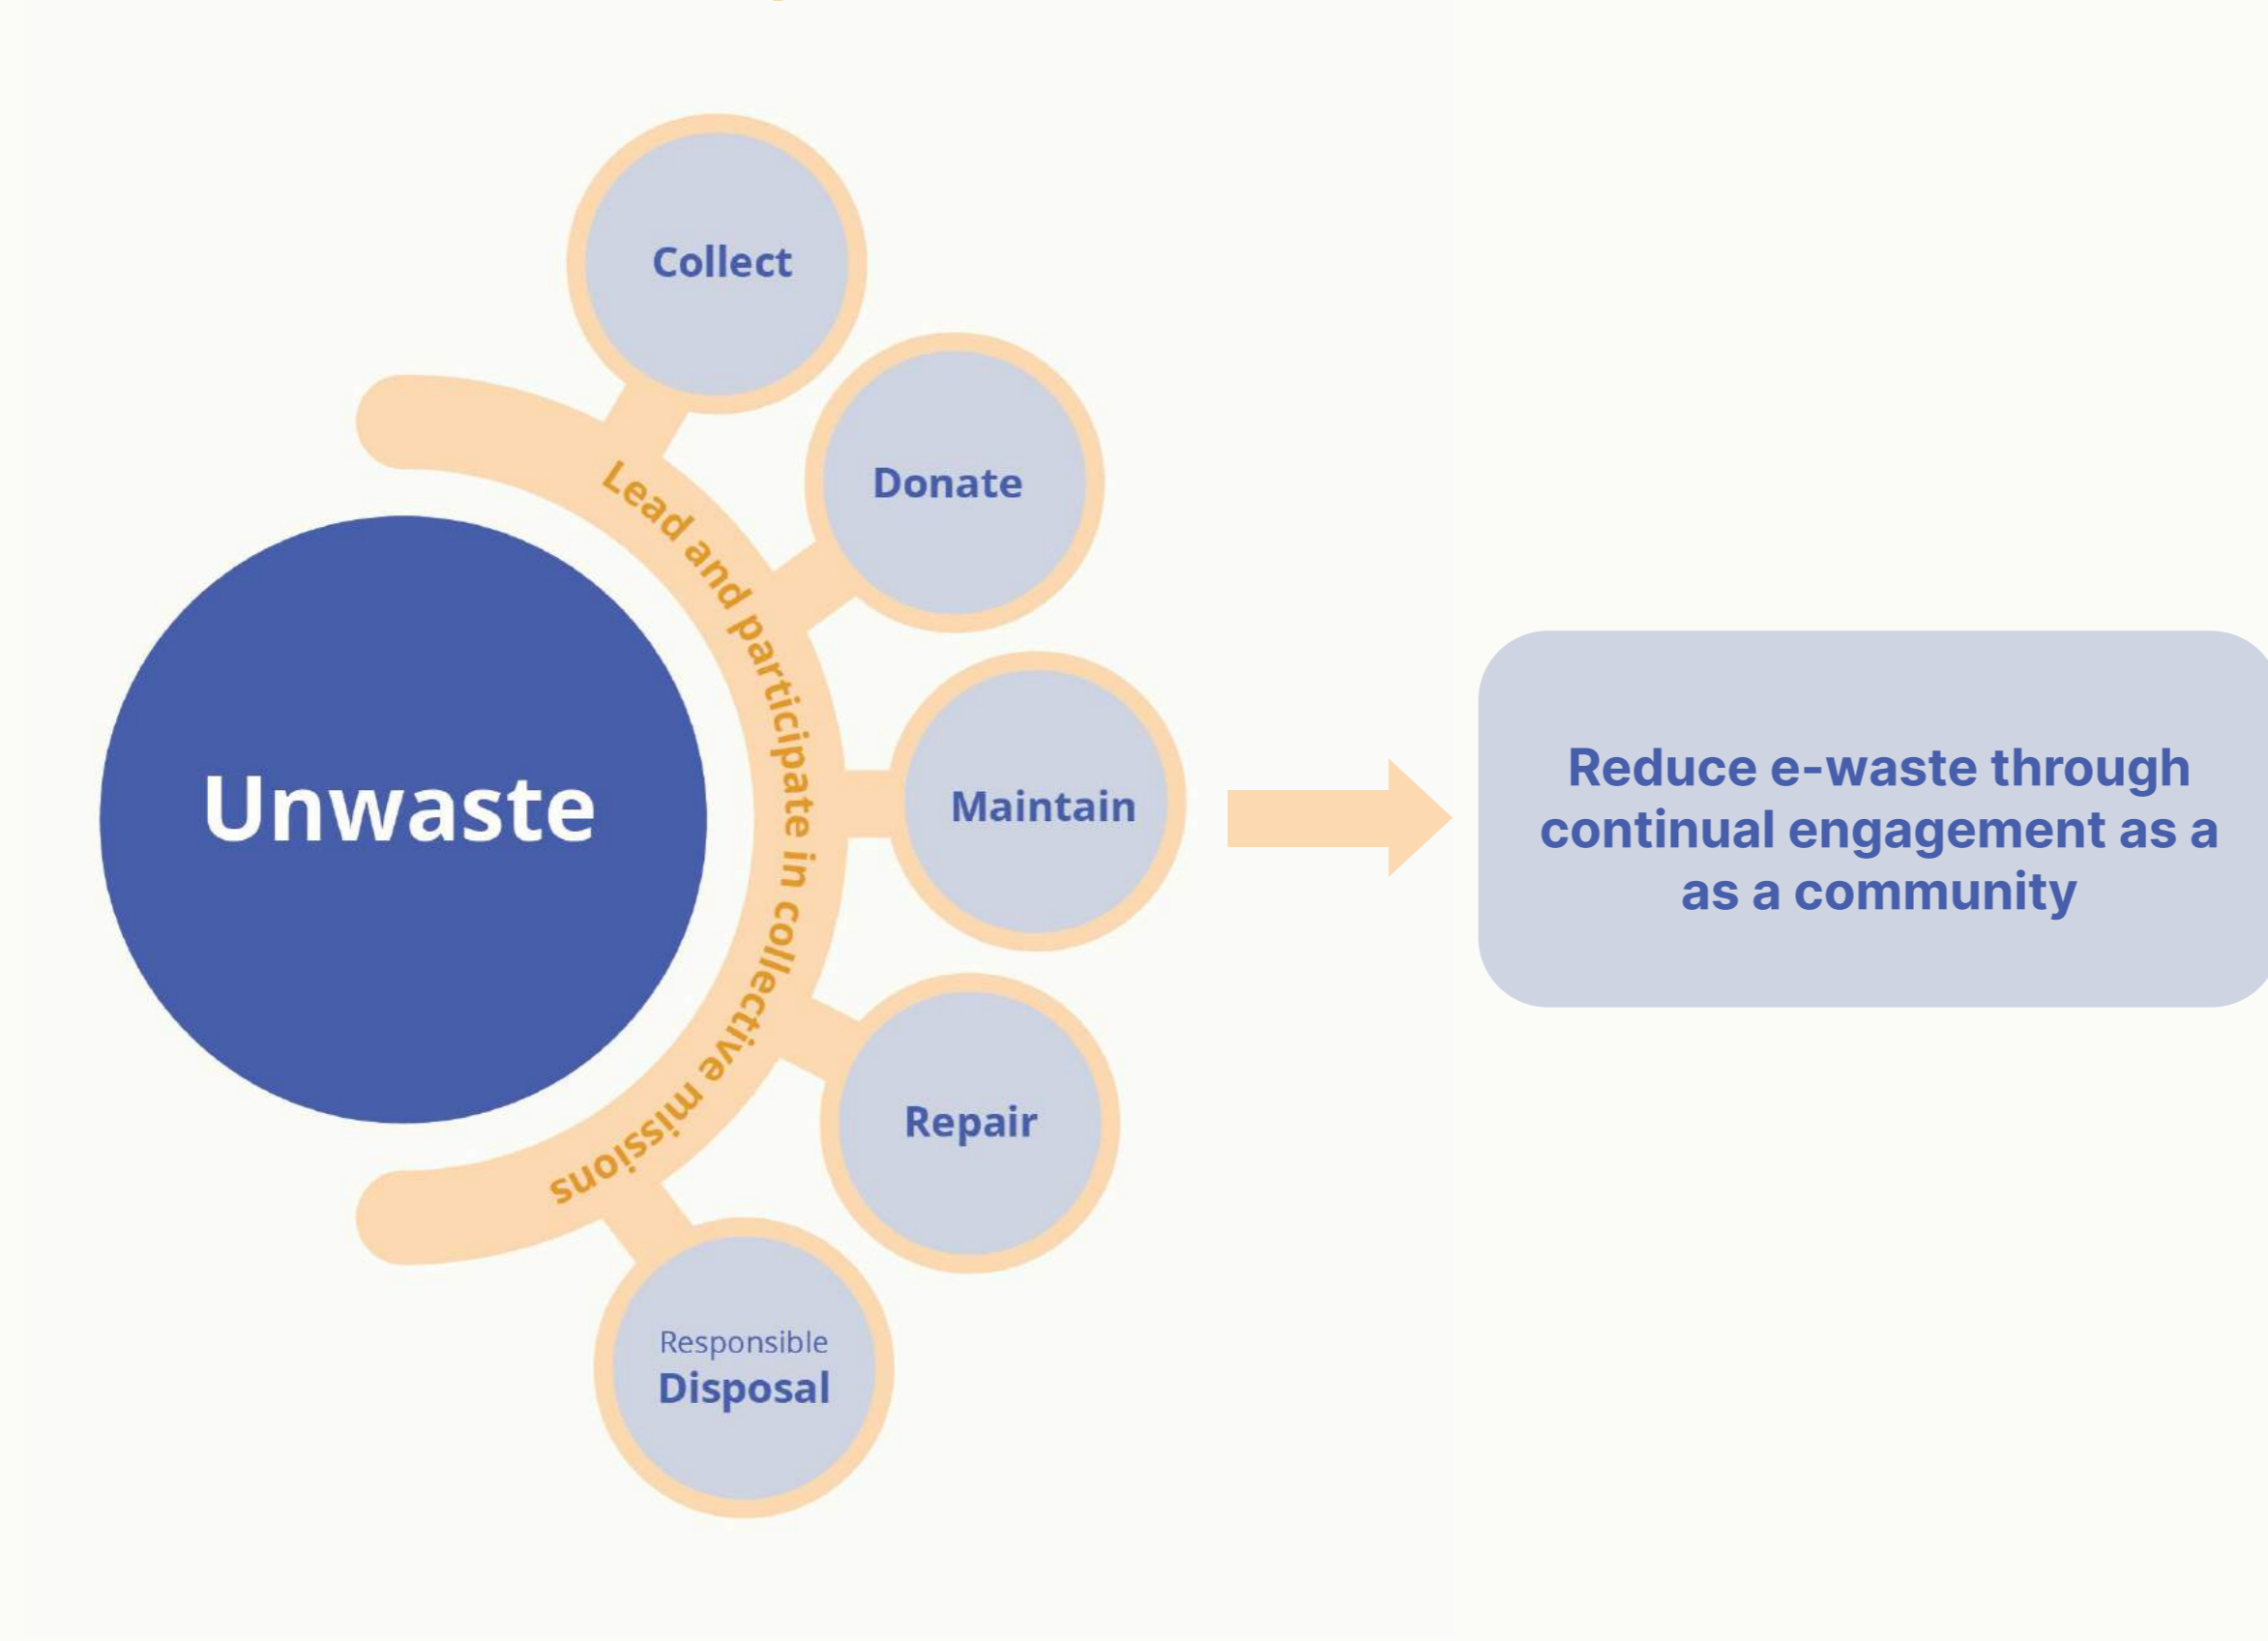 Collect
Donate
Lead and participate in collective missions
Unwaste
Maintain
Repair
Responsible
Disposal
Reduce e-waste through
continual engagement as a
as a community